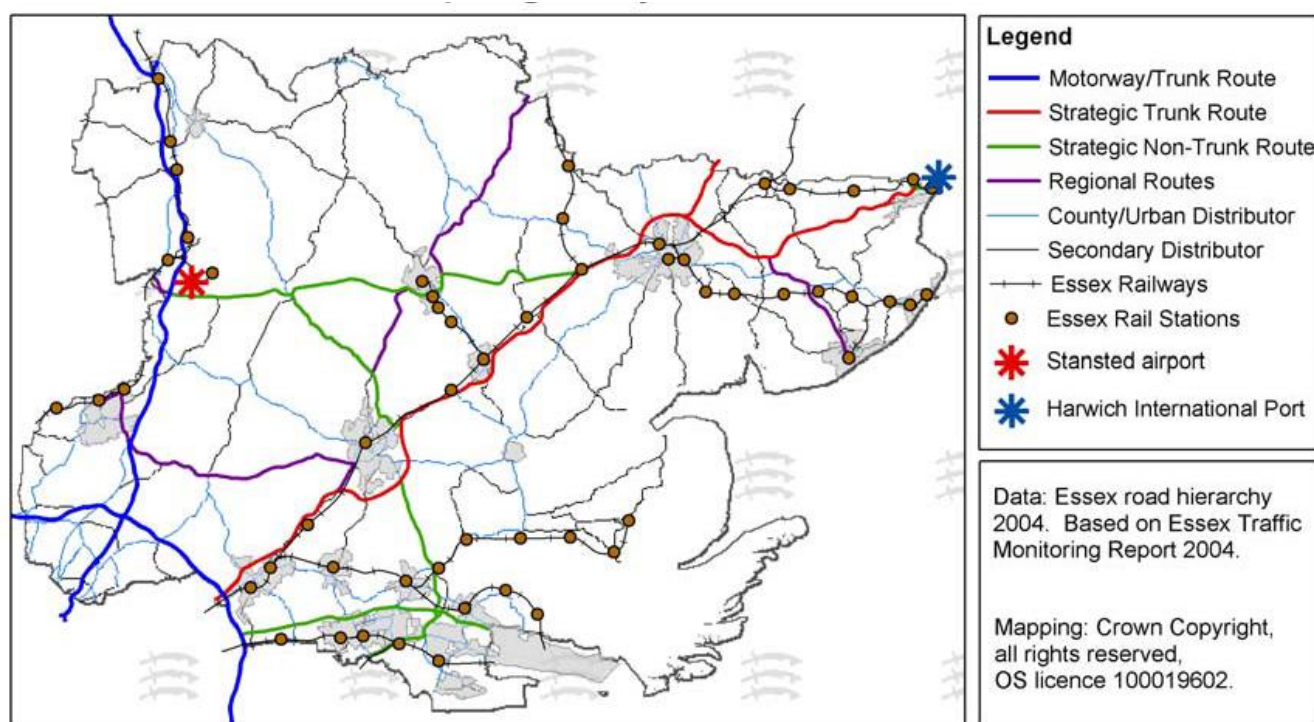 Legend
Motorway/Trunk Route
Strategic Trunk Route
Strategic Non-Trunk Route
Regional Routes
County/Urban Distributor
Secondary Distributor
Essex Railways
Essex Rail Stations
Stansted airport
Harwich International Port
Data: Essex road hierarchy
2004. Based on Essex Traffic
Monitoring Report 2004.
Mapping: Crown Copyright,
all rights reserved,
OS licence 100019602.